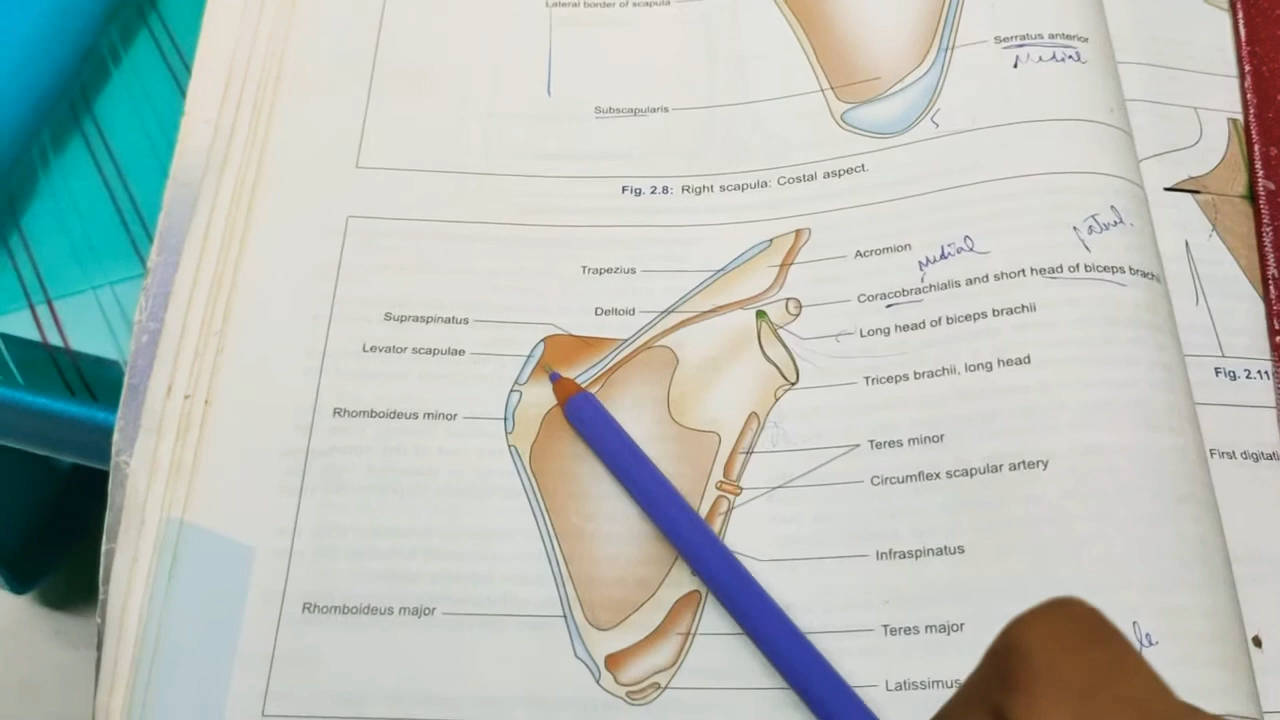 Lateral border of scapula
Serratus anterior
Medial
Subscapularis
5
Fig. 2.8: Right scapula: Costal aspect.
Acromion
Medial
Trapezius
Coracobrachialis and short head of biceps brachi
Deltoid
Supraspinatus
Long head of biceps brachii
Levator scapulae
Triceps brachii, long head
Fig. 2.11
Rhomboideus minor
Teres minor
First digitati
Circumflex scapular artery
Infraspinatus
Rhomboideus major
Teres major
Latissimus